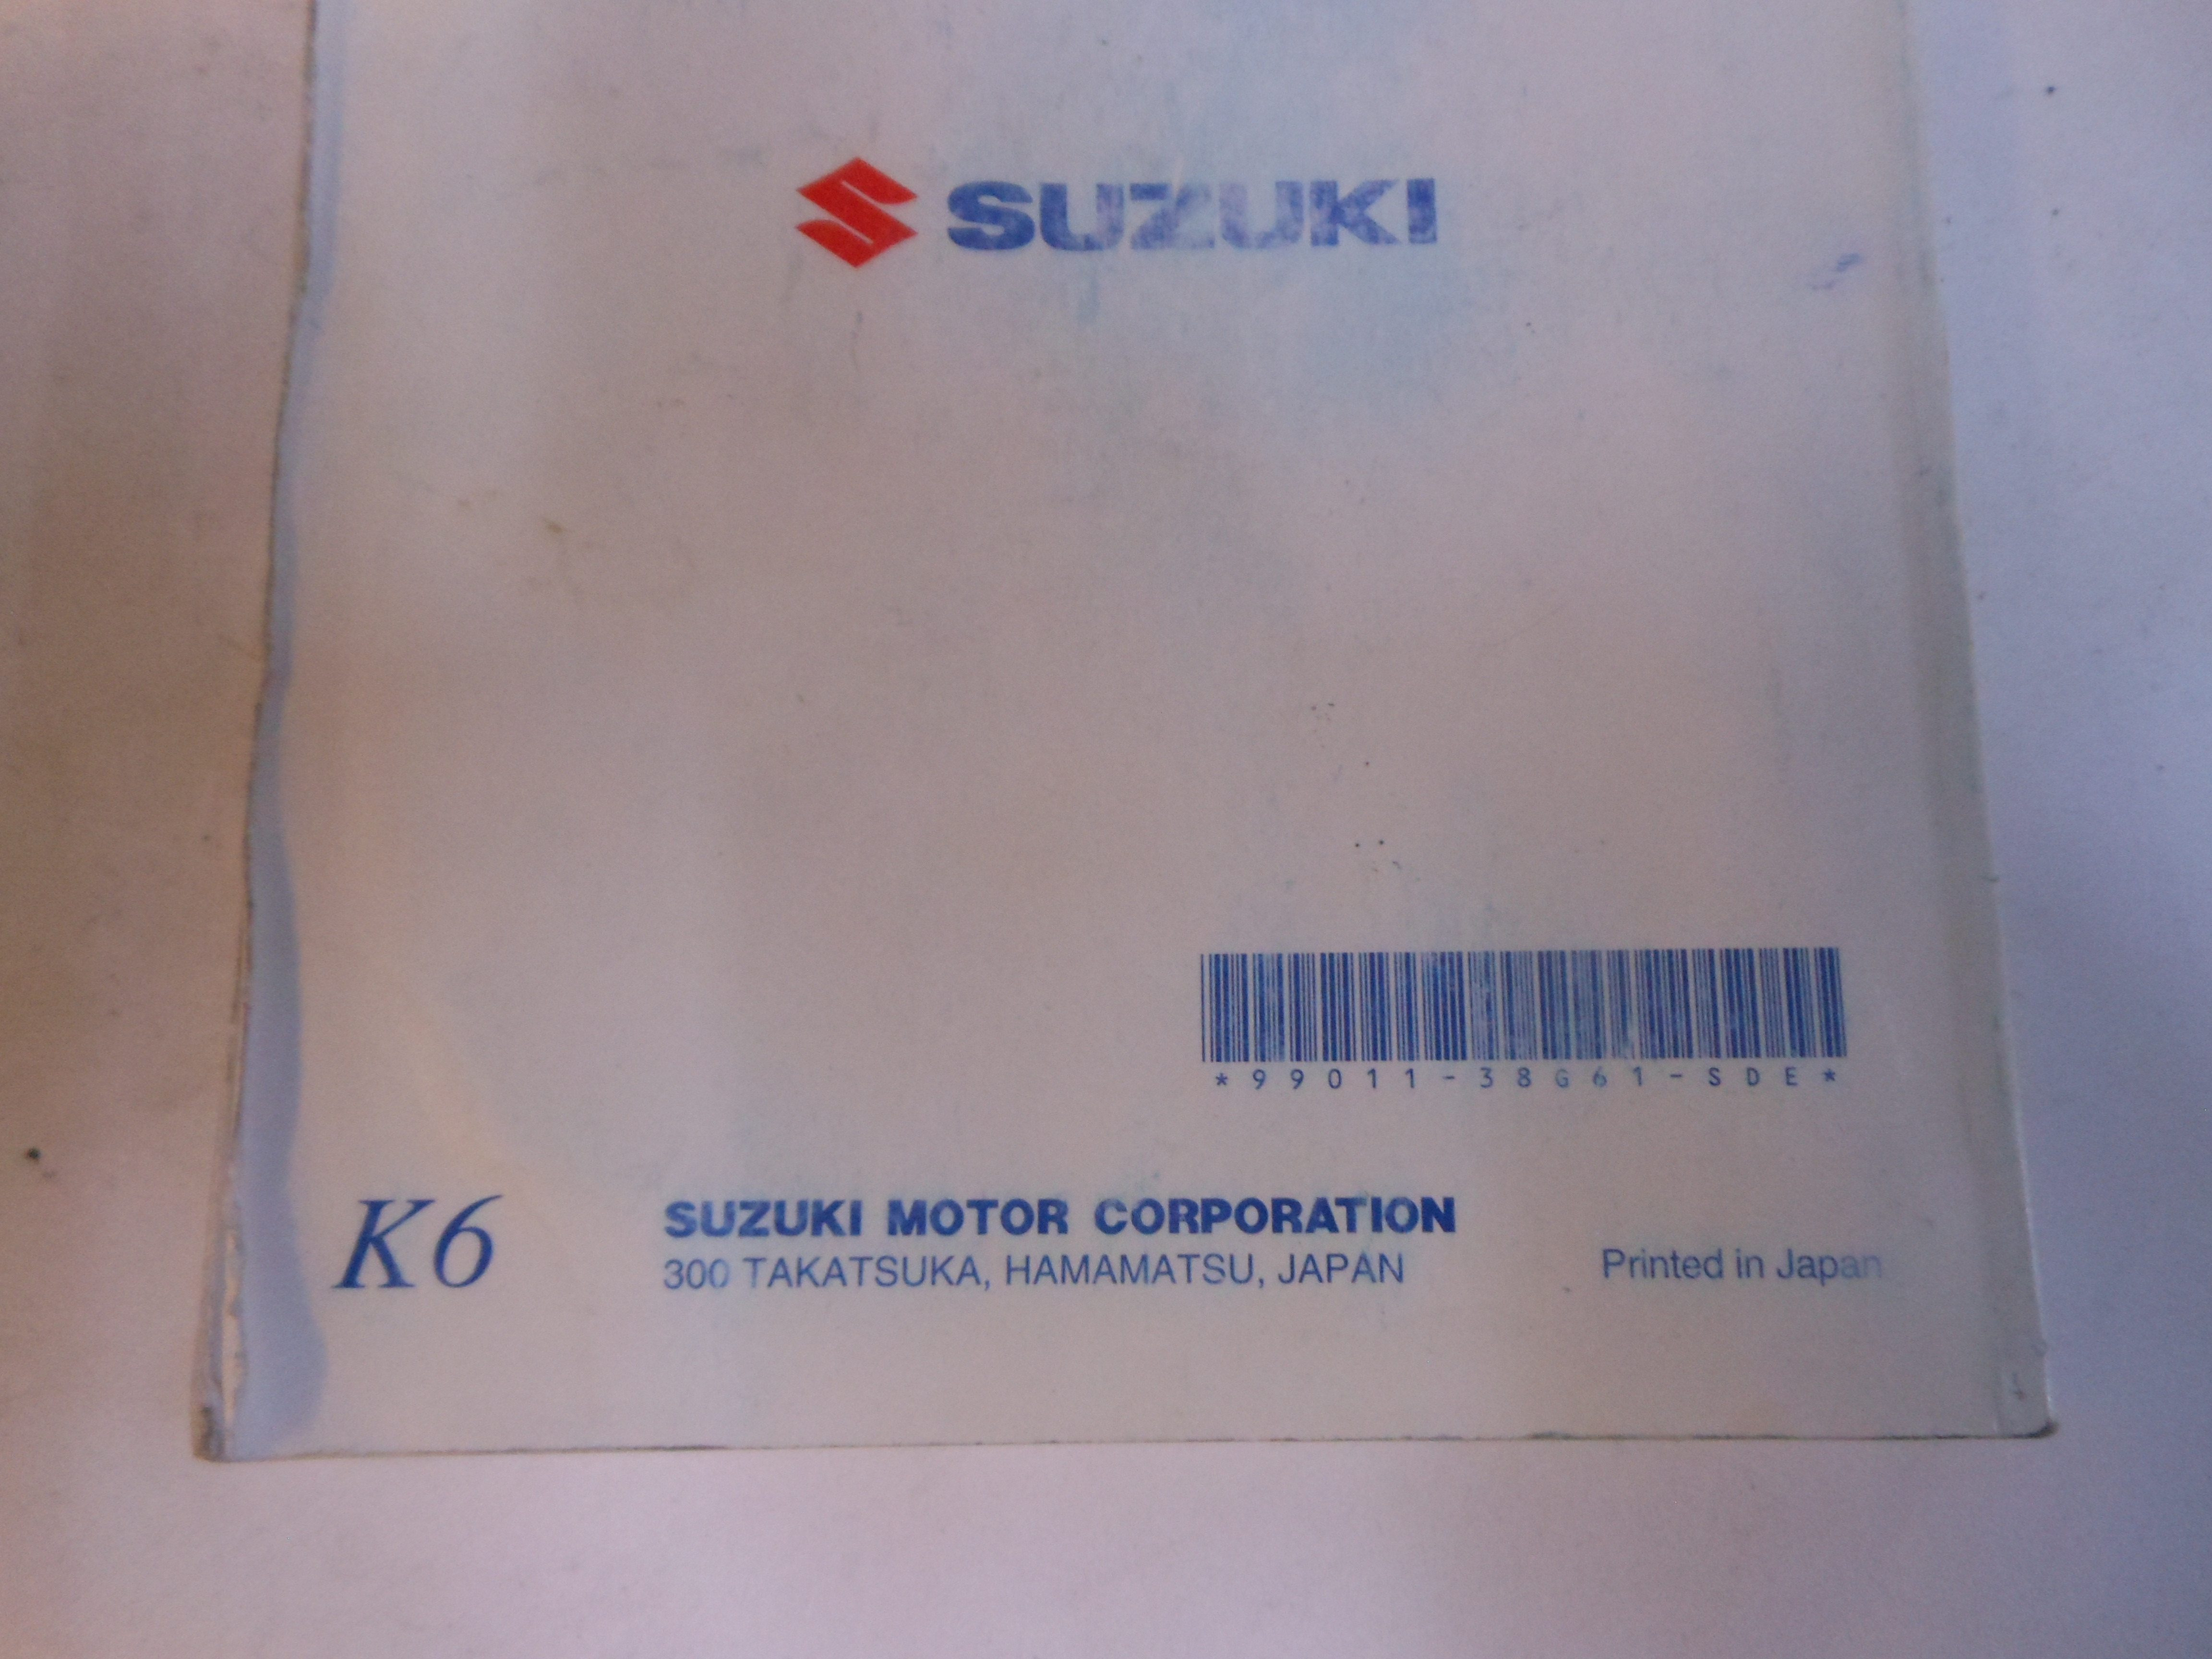 SUZUKI
*99011-38G61-SDE*
K6
SUZUKI MOTOR CORPORATION
300 TAKATSUKA, HAMAMATSU, JAPAN
Printed in Japan